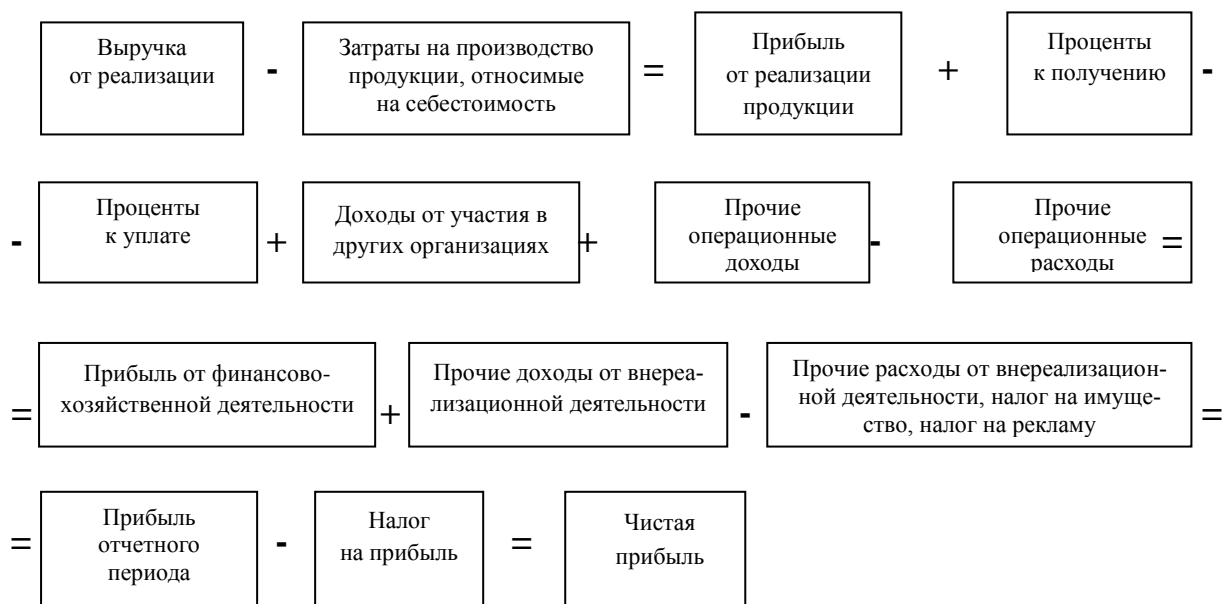 Выручка
от реализации
-
Затраты на производство
продукции, относимые
на себестоимость
=
Прибыль
от реализации
продукции
+
Проценты
к получению
-
-
Проценты
к уплате
+
Доходы от участия в
других организациях
+
Прочие
операционные
доходы
-
Прочие
операционные
расходы
=
=
Прибыль от финансово-
хозяйственной деятельности
+
Прочие доходы от внереа-
лизационной деятельности
-
Прочие расходы от внереализацион-
ной деятельности, налог на имуще-
ство, налог на рекламу
=
=
Прибыль
отчетного
периода
-
Налог
на прибыль
=
Чистая
прибыль